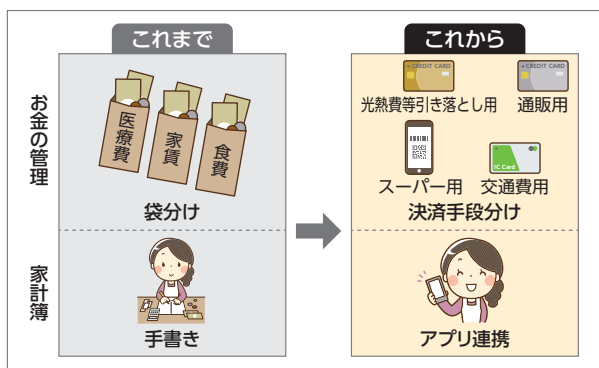 これまで
これから
お金の管理
医療費
家賃
食費
袋分け
CREDIT CARD
CREDIT CARD
光熱費等引き落とし用
通販用
IC Card
スーパー用
交通費用
決済手段分け
家計簿
手書き
アプリ連携